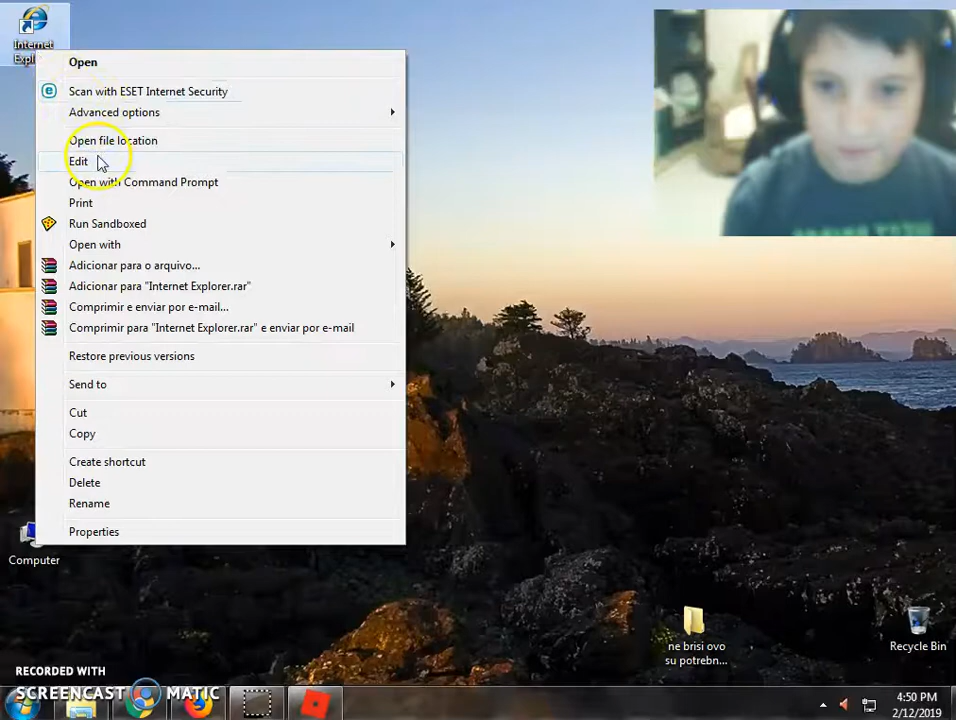 Internet
Expl
Open
Scan with ESET Internet Security
Advanced options
Open file location
Edit
Open with Command Prompt
Print
Run Sandboxed
Open with
Adicionar para o arquivo...
Adicionar para "Internet Explorer.rar"
Comprimir e enviar por e-mail...
Comprimir para "Internet Explorer.rar" e enviar por e-mail
Restore previous versions
Send to
Cut
Copy
Create shortcut
Delete
Rename
Properties
Computer
ne brisi ovo
su potrebn...
Recycle Bin
RECORDED WITH
SCREENCAST MATIC
4:50 PM
2/12/2019